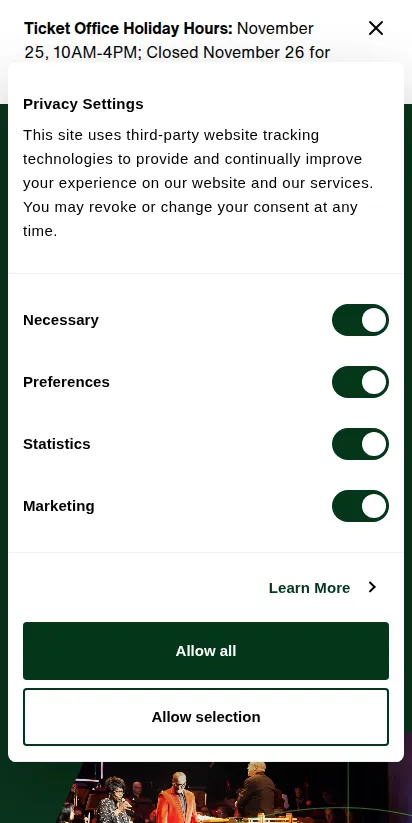 Ticket Office Holiday Hours: November
25, 10AM-4PM; Closed November 26 for
Privacy Settings
This site uses third-party website tracking
technologies to provide and continually improve
your experience on our website and our services.
You may revoke or change your consent at any
time.
Necessary
Preferences
Statistics
Marketing
Learn More
Allow all
Allow selection